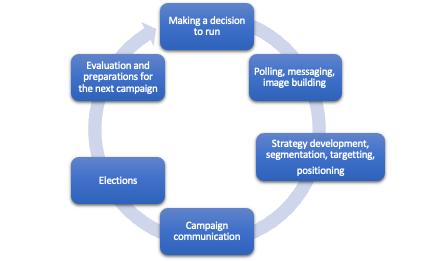 Making a decision
to run
Polling, messaging,
image building
Strategy development,
segmentation, targetting,
positioning
Campaign
communication
Elections
Evaluation and
preparations for
the next campaign